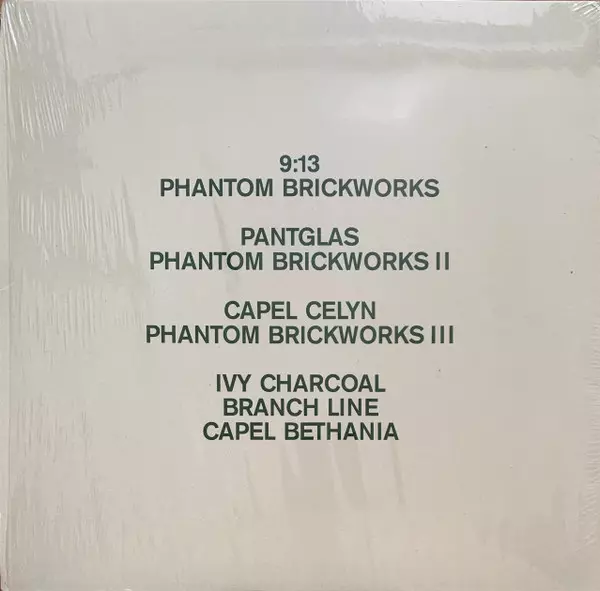 9:13
PHANTOM BRICKWORKS
PANTGLAS
PHANTOM BRICKWORKS II
CAPEL CELYN
PHANTOM BRICKWORKS III
IVY CHARCOAL
BRANCH LINE
CAPEL BETHANIA